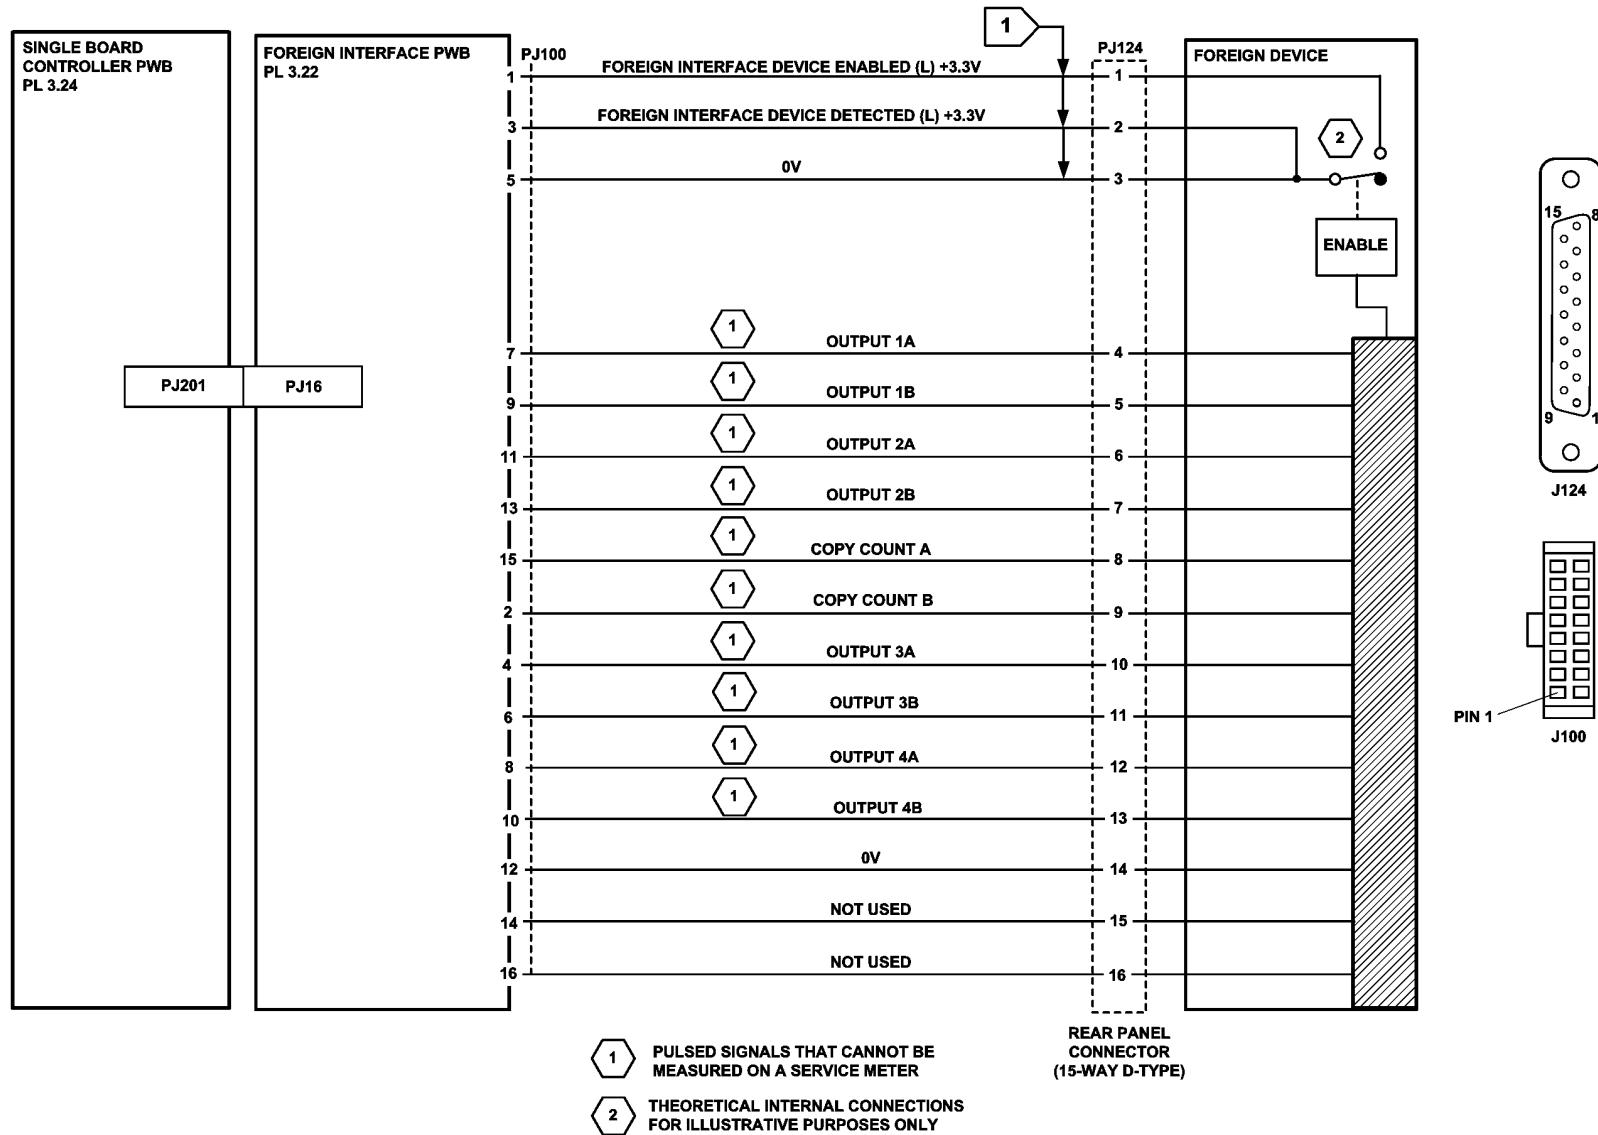 SINGLE BOARD
CONTROLLER PWB
PL 3.24
FOREIGN INTERFACE PWB
PL 3.22
PJ201
PJ16
PJ100
1
PJ124
FOREIGN DEVICE
1 FOREIGN INTERFACE DEVICE ENABLED (L) +3.3V 1
3 FOREIGN INTERFACE DEVICE DETECTED (L) +3.3V 2
2
5 0V 3
ENABLE
1
7 OUTPUT 1A 4
1
9 OUTPUT 1B 5
1
11 OUTPUT 2A 6
1
13 OUTPUT 2B 7
1
15 COPY COUNT A 8
1
2 COPY COUNT B 9
1
4 OUTPUT 3A 10
1
6 OUTPUT 3B 11
1
8 OUTPUT 4A 12
1
10 OUTPUT 4B 13
12 0V 14
14 NOT USED 15
16 NOT USED 16
REAR PANEL
CONNECTOR
(15-WAY D-TYPE)
15 8
9 1
J124
PIN 1
J100
1 PULSED SIGNALS THAT CANNOT BE
MEASURED ON A SERVICE METER
2 THEORETICAL INTERNAL CONNECTIONS
FOR ILLUSTRATIVE PURPOSES ONLY